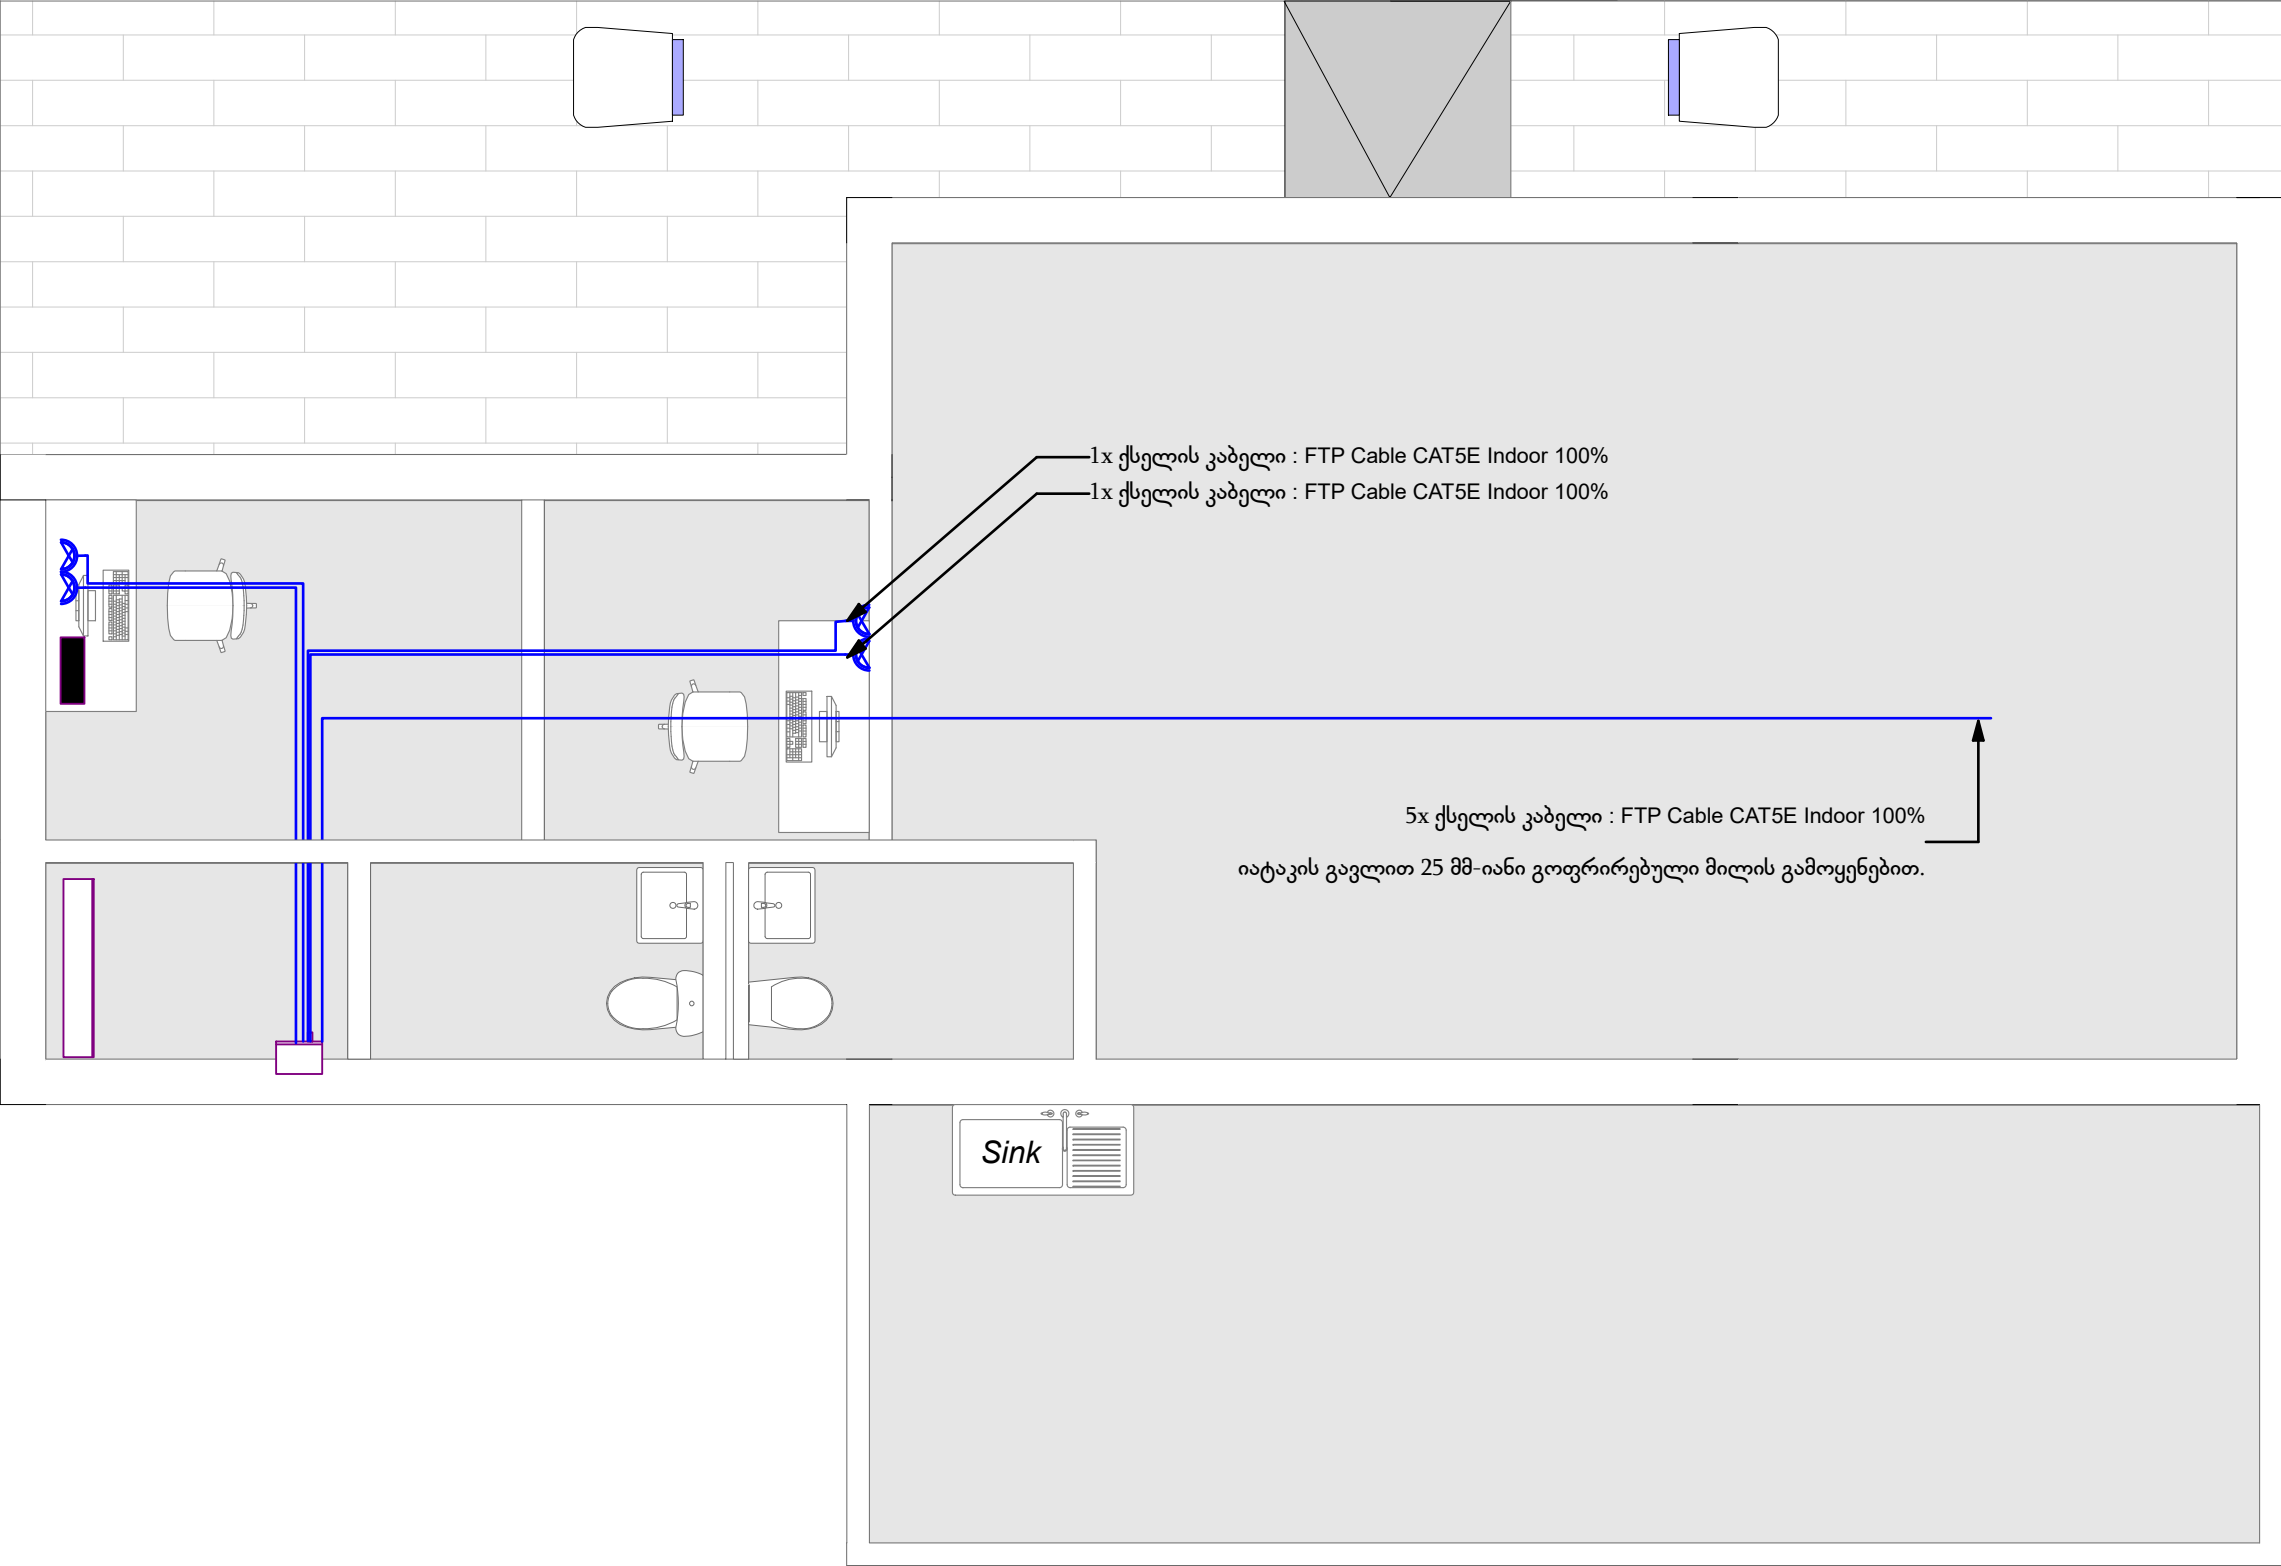 1x ქსელის კაბელი : FTP Cable CAT5E Indoor 100%
1x ქსელის კაბელი : FTP Cable CAT5E Indoor 100%
5x ქსელის კაბელი : FTP Cable CAT5E Indoor 100%
იატაკის გავლით 25 მმ-იანი გოფრირებული მილის გამოყენებით.
Sink